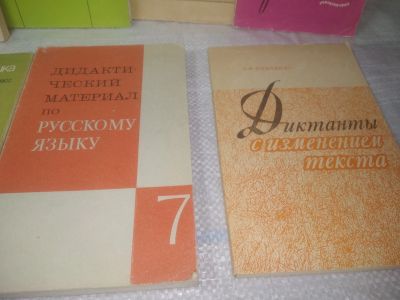 ДИДАКТИ-
ЧЕСКИЙ
МАТЕРИАЛ
ПО
РУССКОМУ
ЯЗЫКУ
7
Диктанты
с изменением
текста